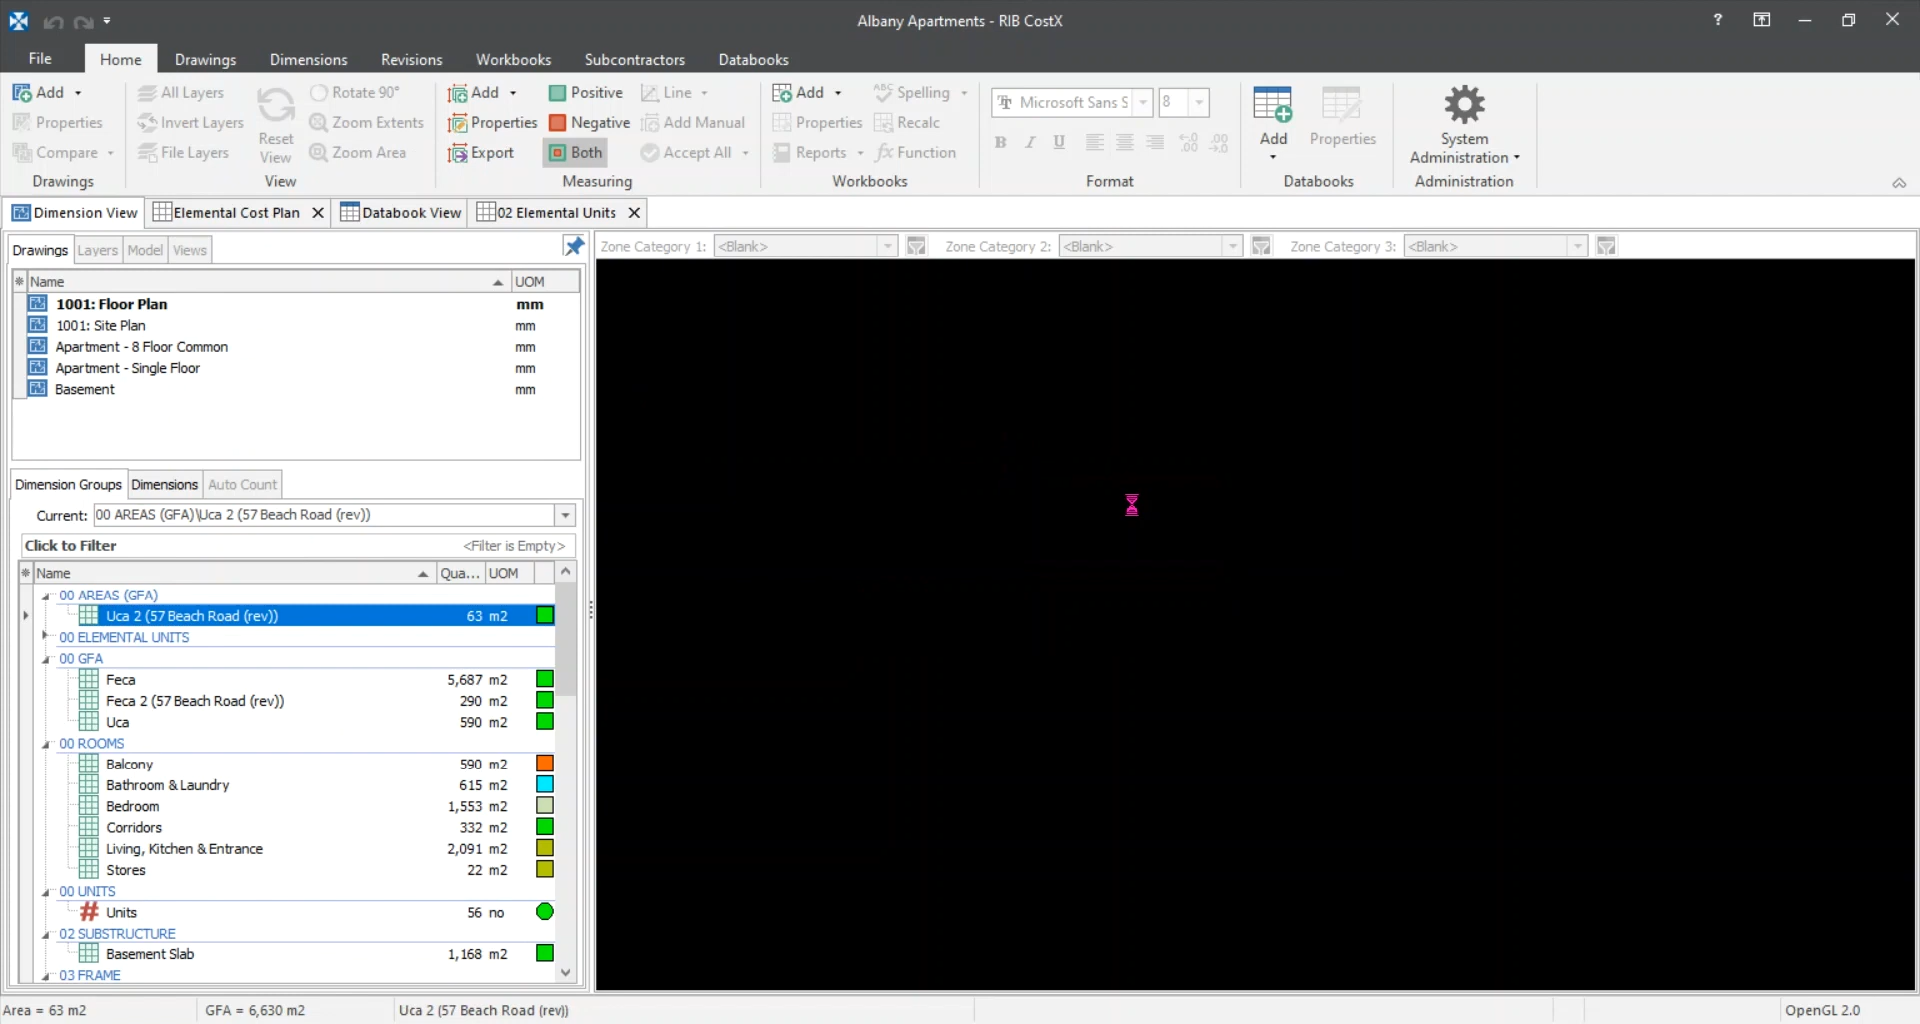 Albany Apartments - RIB CostX
?
File Home Drawings Dimensions Revisions Workbooks Subcontractors Databooks
Add All Layers Rotate 90° Add Positive Line Add Spelling Microsoft Sans S 8
Properties Invert Layers Zoom Extents Properties Negative Add Manual Properties Recalc
Compare File Layers Reset View Zoom Area Export Both Accept All Reports fx Function B I U Add Properties System Administration
Drawings View Measuring Workbooks Format Databooks Administration
Dimension View Elemental Cost Plan Databook View 02 Elemental Units
Drawings Layers Model Views Zone Category 1: <Blank> Zone Category 2: <Blank> Zone Category 3: <Blank>
Name UOM
1001: Floor Plan mm
1001: Site Plan mm
Apartment - 8 Floor Common mm
Apartment - Single Floor mm
Basement mm
Dimension Groups Dimensions Auto Count
Current: 00 AREAS (GFA)\Uca 2 (57 Beach Road (rev))
Click to Filter <Filter is Empty>
Name Qua... UOM
00 AREAS (GFA)
Uca 2 (57 Beach Road (rev)) 63 m2
00 ELEMENTAL UNITS
00 GFA
Feca 5,687 m2
Feca 2 (57 Beach Road (rev)) 290 m2
Uca 590 m2
00 ROOMS
Balcony 590 m2
Bathroom & Laundry 615 m2
Bedroom 1,553 m2
Corridors 332 m2
Living, Kitchen & Entrance 2,091 m2
Stores 22 m2
00 UNITS
# Units 56 no
02 SUBSTRUCTURE
Basement Slab 1,168 m2
03 FRAME
Area = 63 m2 GFA = 6,630 m2 Uca 2 (57 Beach Road (rev)) OpenGL 2.0